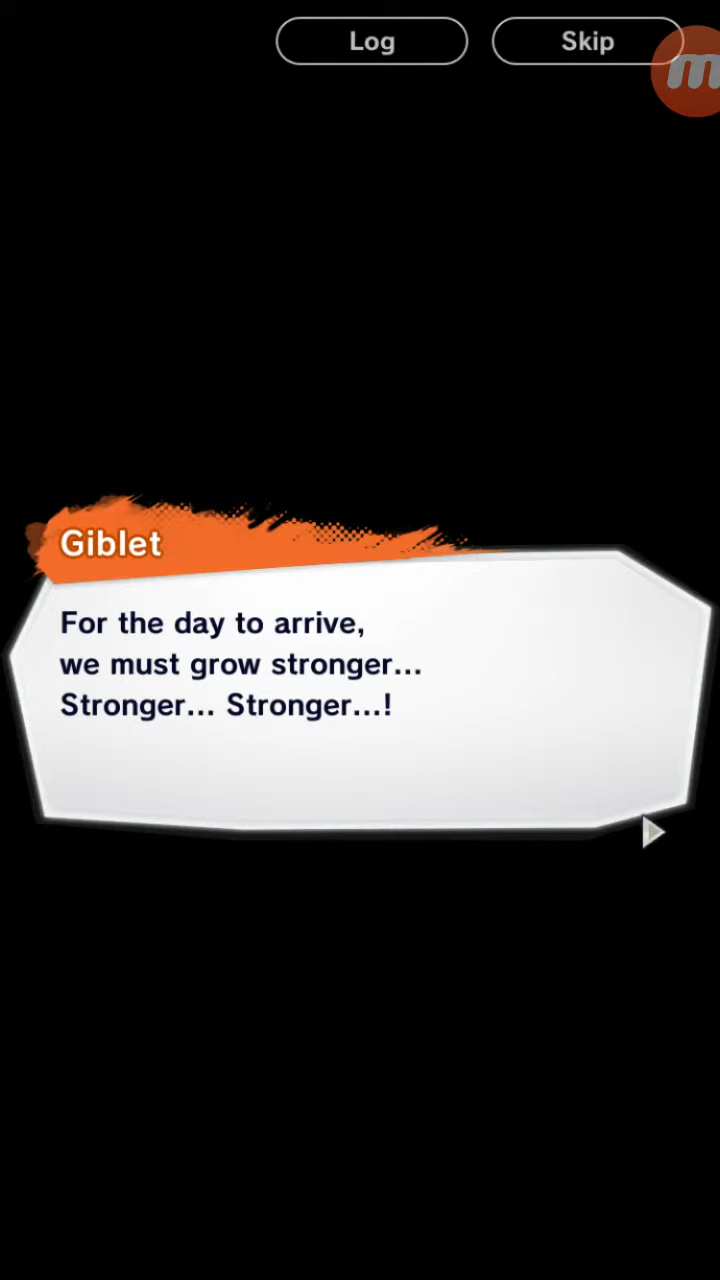 Log
Skip
m
Giblet
For the day to arrive,
we must grow stronger...
Stronger... Stronger...!